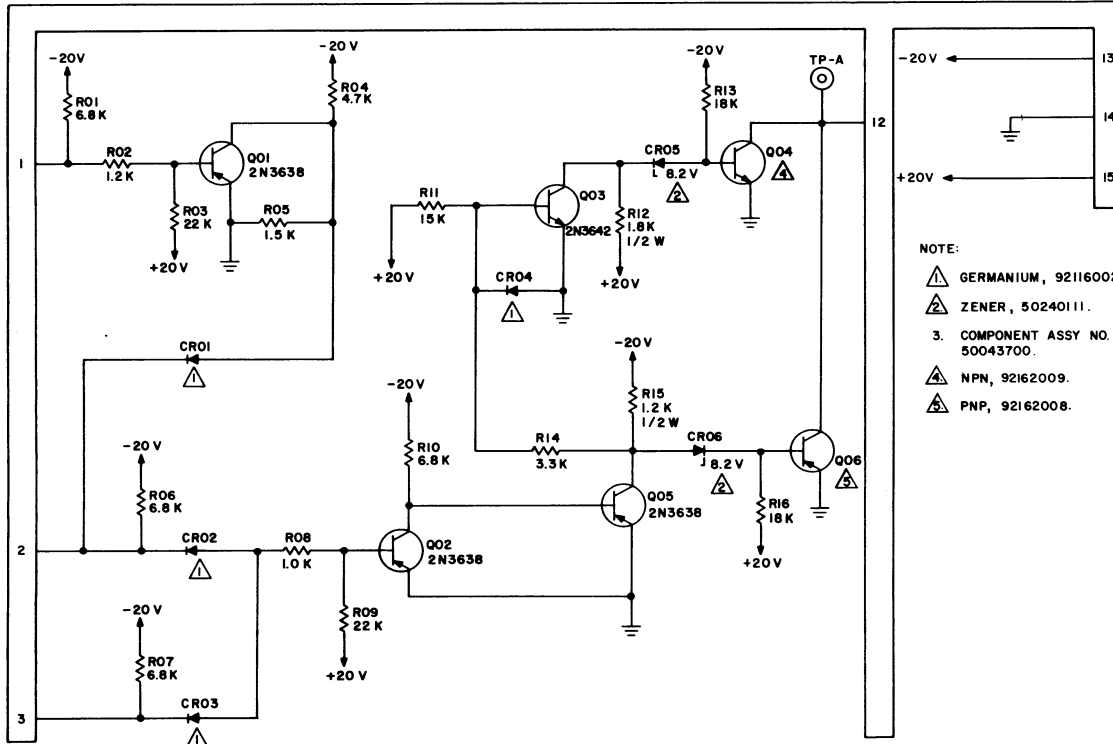 -20V
R01
6.8K
1
R02
1.2K
R03
22K
+20V
Q01
2N3638
R05
1.5K
-20V
R04
4.7K
CR01
1
-20V
R06
6.8K
2
CR02
1
-20V
R07
6.8K
3
CR03
1
R08
1.0K
R09
22K
+20V
-20V
R10
6.8K
Q02
2N3638
R11
15K
+20V
CR04
1
Q03
2N3642
R12
1.8K
1/2W
+20V
CR05
8.2V
2
-20V
R13
18K
Q04
4
TP-A
12
R14
3.3K
-20V
R15
1.2K
1/2W
Q05
2N3638
CR06
8.2V
2
R16
18K
+20V
Q06
5
-20V
13
14
+20V
15
NOTE:
1. GERMANIUM, 9211600
2. ZENER, 50240111.
3. COMPONENT ASSY NO.
50043700.
4. NPN, 92162009.
5. PNP, 92162008.